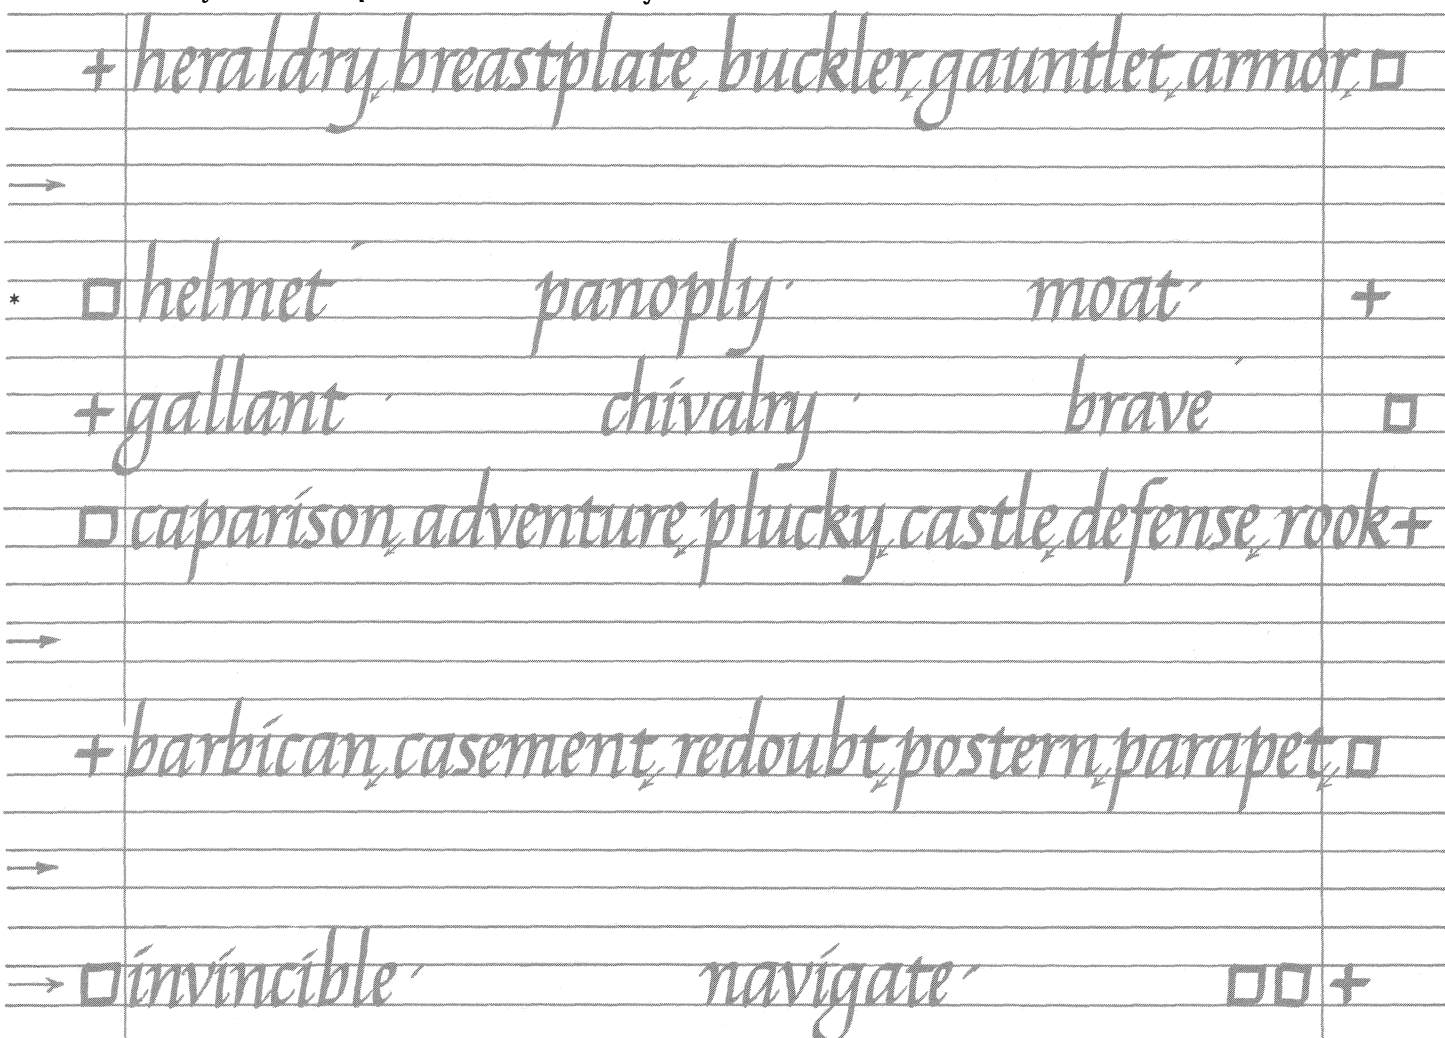 heraldry, breastplate, buckler, gauntlet, armor,
helmet panoply moat
gallant chivalry brave
caparison, adventure, plucky, castle, defense, rook
barbican, casement, redoubt, postern, parapet,
invincible navigate